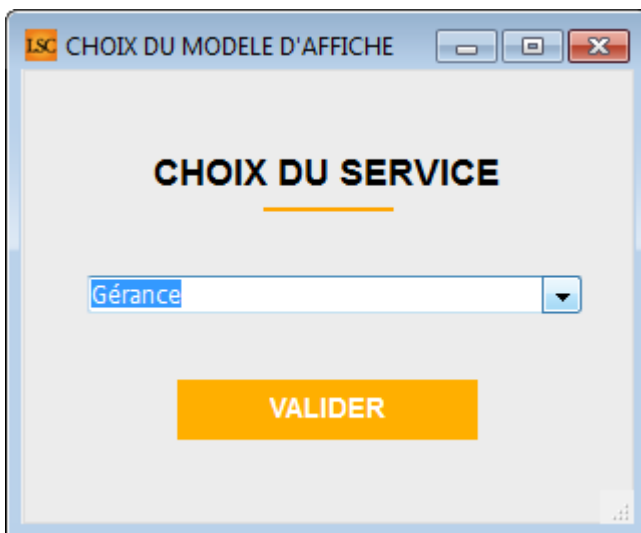 LSC CHOIX DU MODELE D'AFFICHE
CHOIX DU SERVICE
Gérance
VALIDER